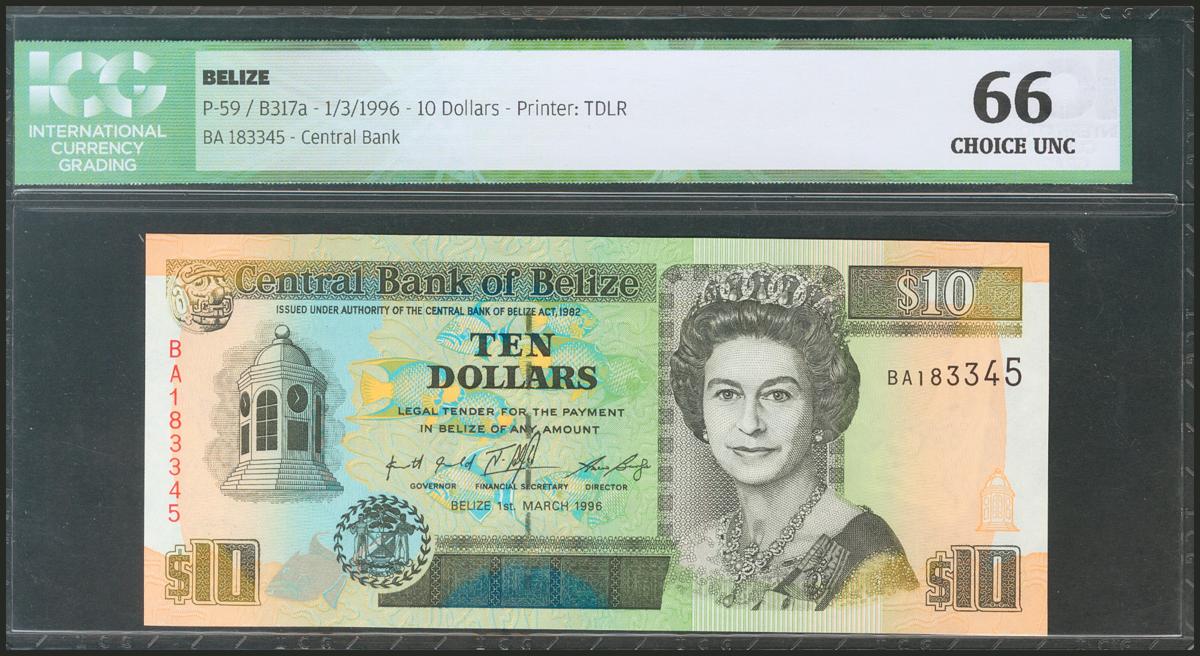 ICG
INTERNATIONAL
CURRENCY
GRADING
BELIZE
P-59 / B317a - 1/3/1996 - 10 Dollars - Printer: TDLR
BA 183345 - Central Bank
66
CHOICE UNC
Central Bank of Belize
ISSUED UNDER AUTHORITY OF THE CENTRAL BANK OF BELIZE ACT, 1982
$10
TEN
DOLLARS
BA183345
LEGAL TENDER FOR THE PAYMENT
IN BELIZE OF ANY AMOUNT
GOVERNOR FINANCIAL SECRETARY DIRECTOR
BELIZE 1st. MARCH 1996
BA183345
$10
$10